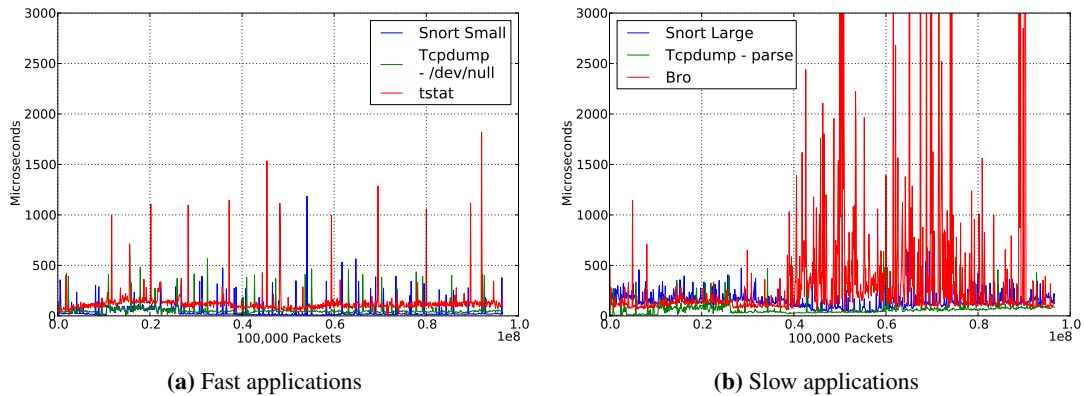 3000
2500
2000
1500
1000
500
0
Microseconds
Snort Small
Tcpdump
- /dev/null
tstat
0.0
0.2
0.4
0.6
0.8
1.0
1e8
100,000 Packets
(a) Fast applications
3000
2500
2000
1500
1000
500
0
Microseconds
Snort Large
Tcpdump - parse
Bro
0.0
0.2
0.4
0.6
0.8
1.0
1e8
100,000 Packets
(b) Slow applications